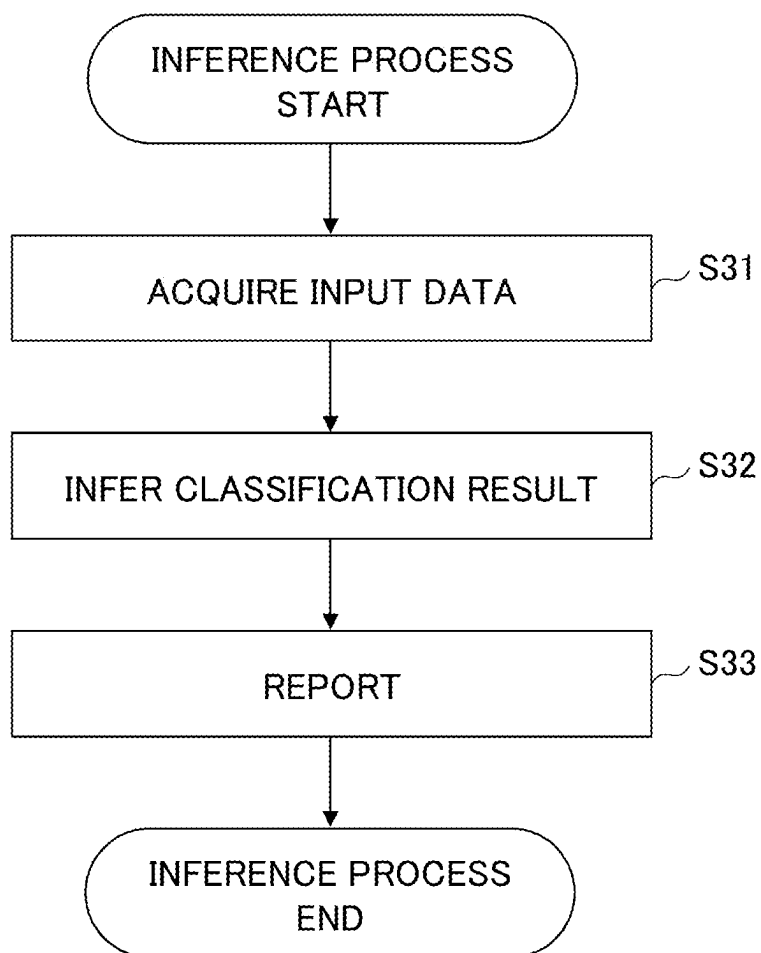 INFERENCE PROCESS
START
ACQUIRE INPUT DATA
S31
INFER CLASSIFICATION RESULT
S32
REPORT
S33
INFERENCE PROCESS
END